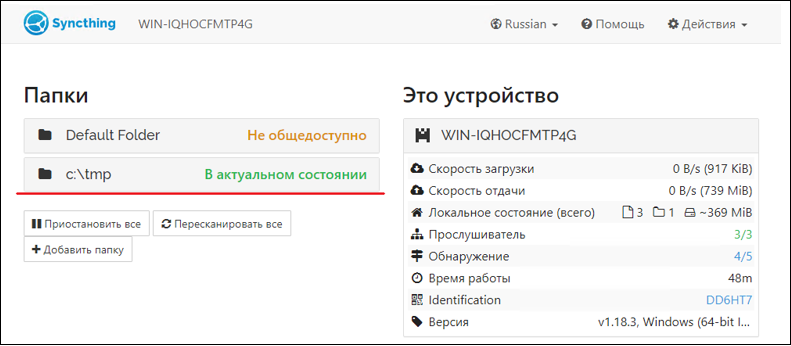 Syncthing WIN-IQHOCFMTP4G Russian Помощь Действия
Папки
Default Folder Не общедоступно
c:\tmp В актуальном состоянии
Приостановить все Пересканировать все
Добавить папку
Это устройство
WIN-IQHOCFMTP4G
Скорость загрузки 0 B/s (917 KiB)
Скорость отдачи 0 B/s (739 MiB)
Локальное состояние (всего) 3 1 ~369 MiB
Прослушиватель 3/3
Обнаружение 4/5
Время работы 48m
Identification DD6HT7
Версия v1.18.3, Windows (64-bit I...